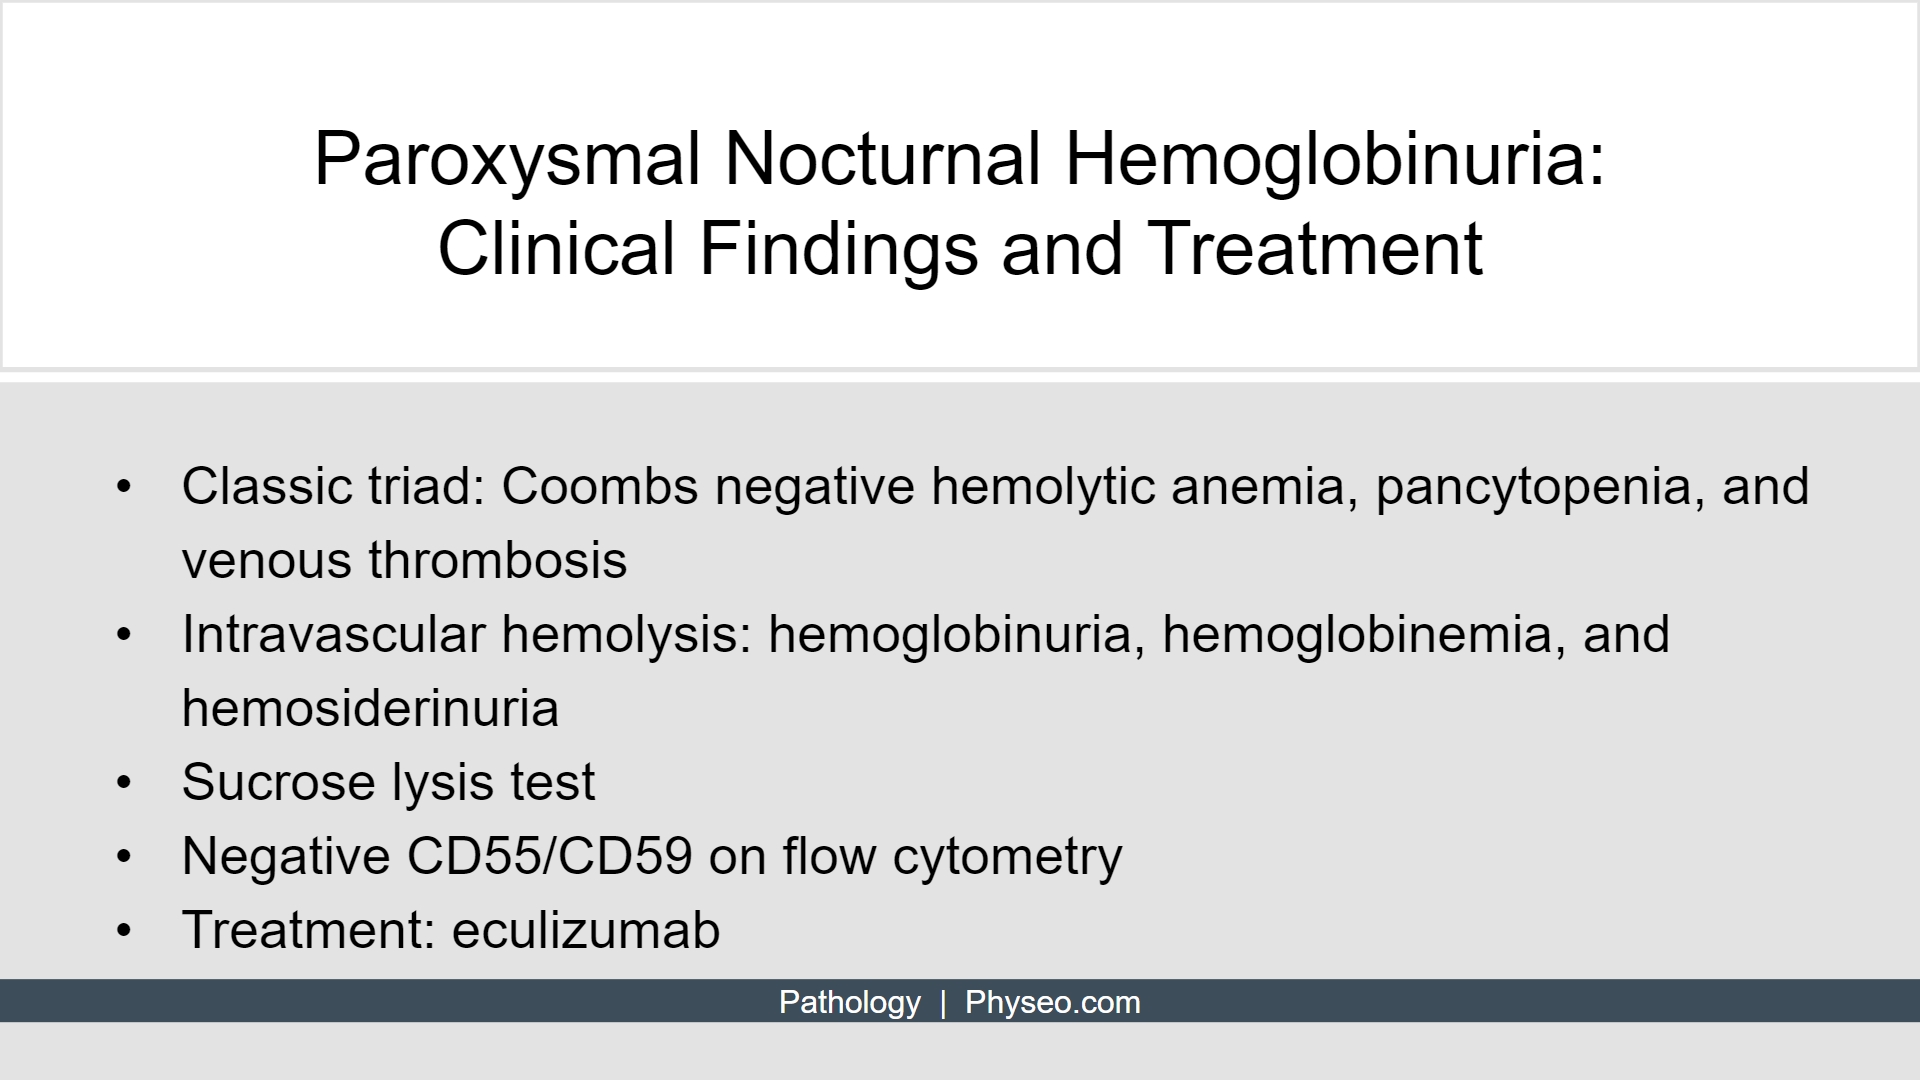 Paroxysmal Nocturnal Hemoglobinuria:
Clinical Findings and Treatment
• Classic triad: Coombs negative hemolytic anemia, pancytopenia, and
venous thrombosis
• Intravascular hemolysis: hemoglobinuria, hemoglobinemia, and
hemosiderinuria
• Sucrose lysis test
• Negative CD55/CD59 on flow cytometry
• Treatment: eculizumab
Pathology | Physeo.com